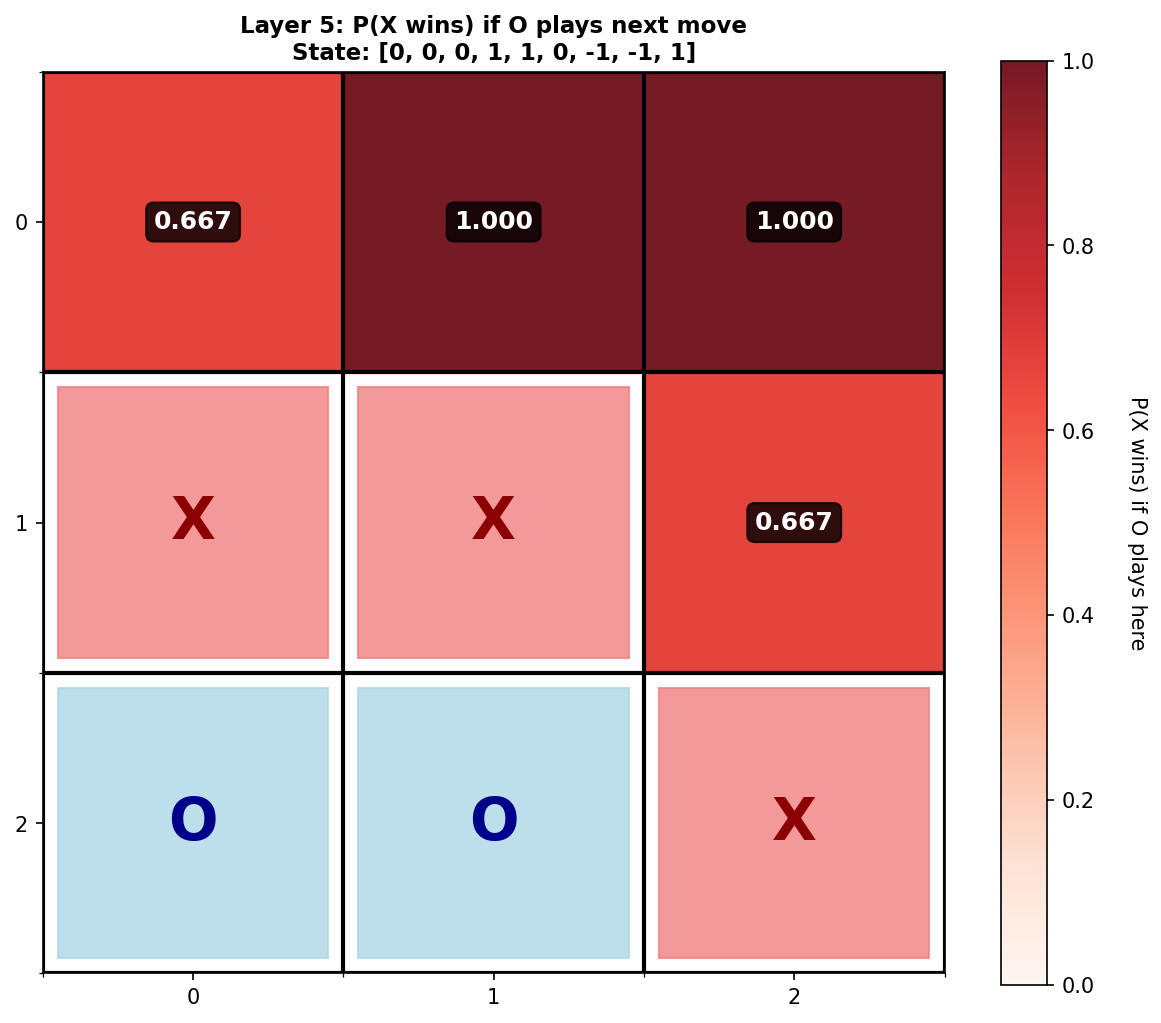 Layer 5: P(X wins) if O plays next move
State: [0, 0, 0, 1, 1, 0, -1, -1, 1]
0
0.667
1.000
1.000
1
X
X
0.667
2
O
O
X
0
1
2
1.0
0.8
0.6
0.4
0.2
0.0
P(X wins) if O plays here